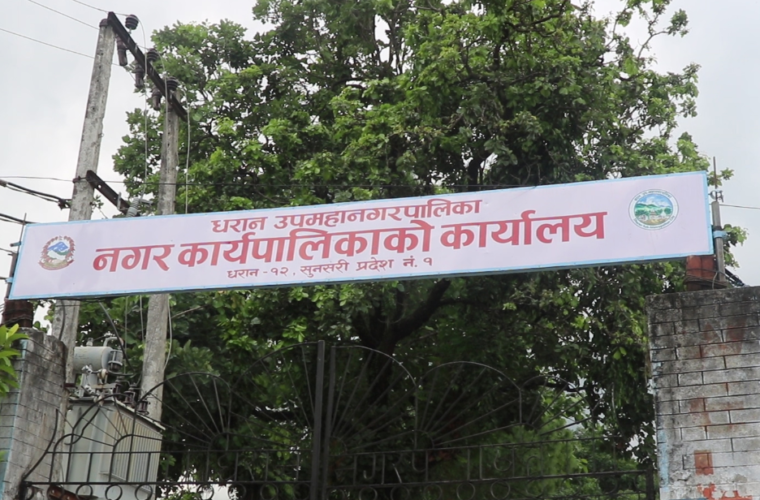 धरान उपमहानगरपालिका
नगर कार्यपालिकाको कार्यालय
धरान -१२, सुनसरी प्रदेश नं. १